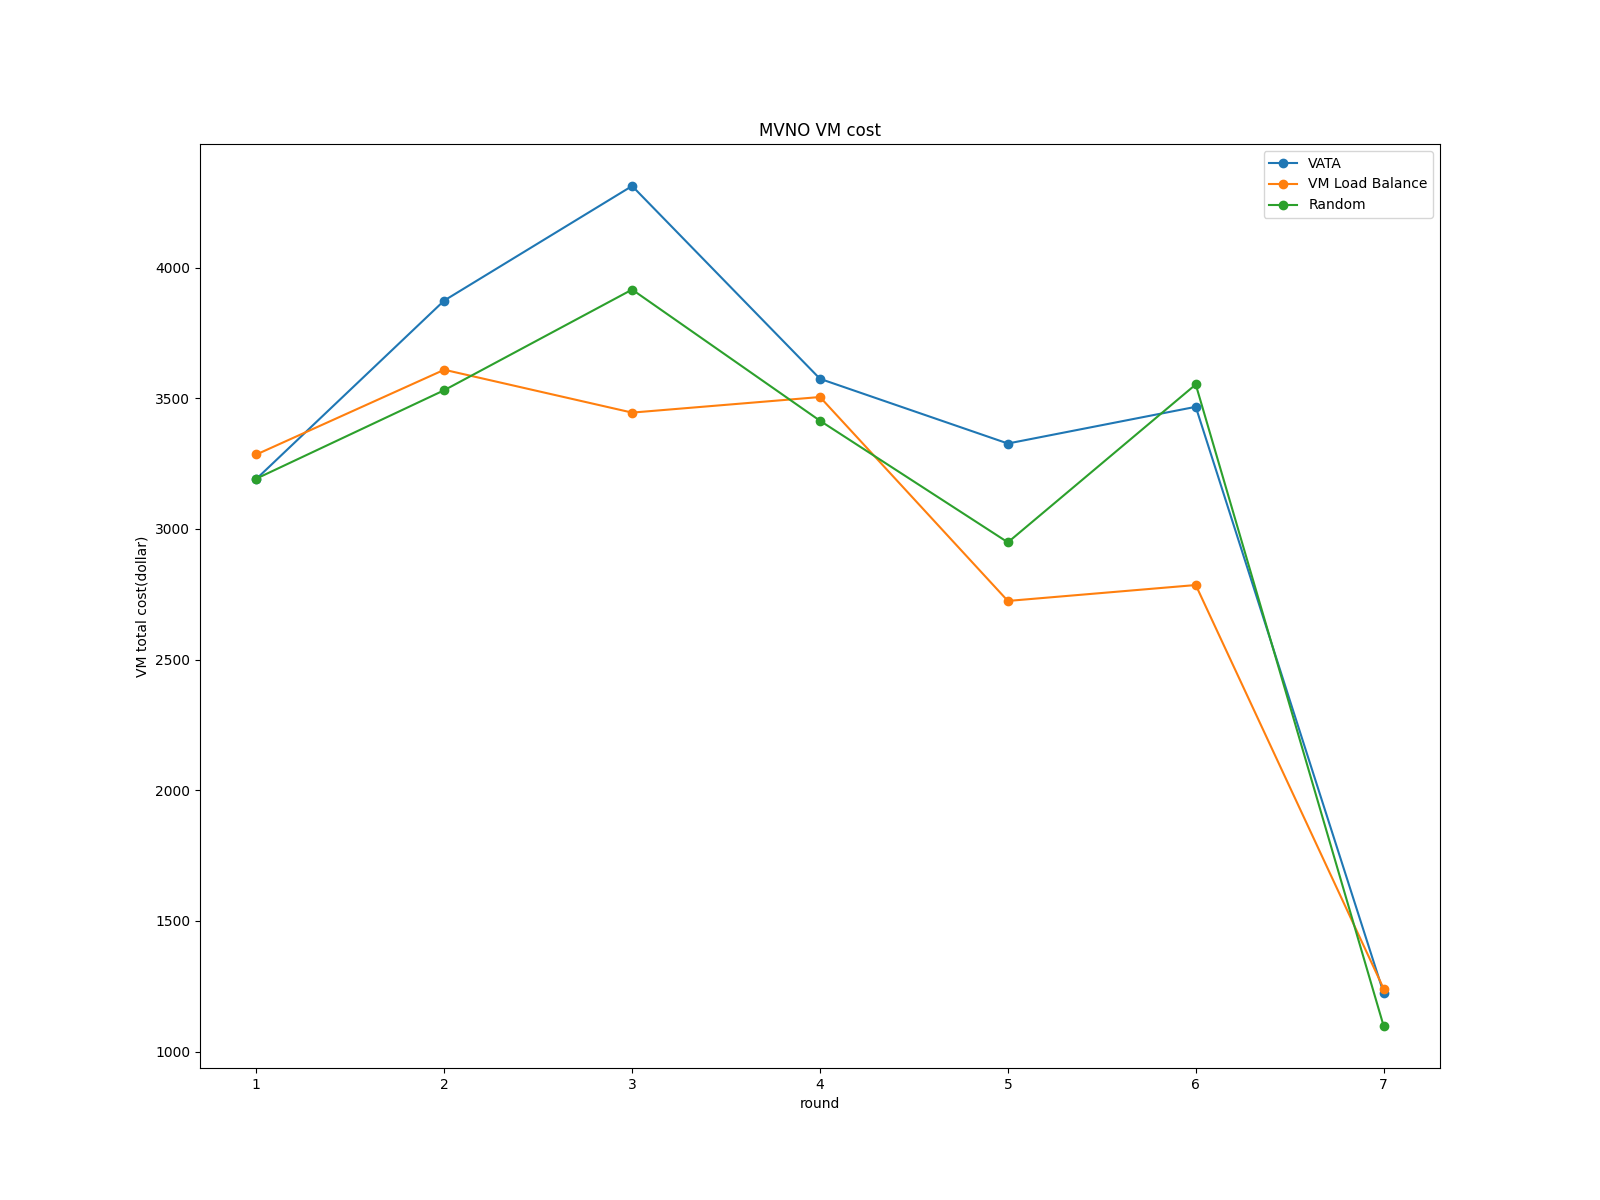 MVNO VM cost
VATA
VM Load Balance
Random
VM total cost(dollar)
4000
3500
3000
2500
2000
1500
1000
1 2 3 4 5 6 7
round